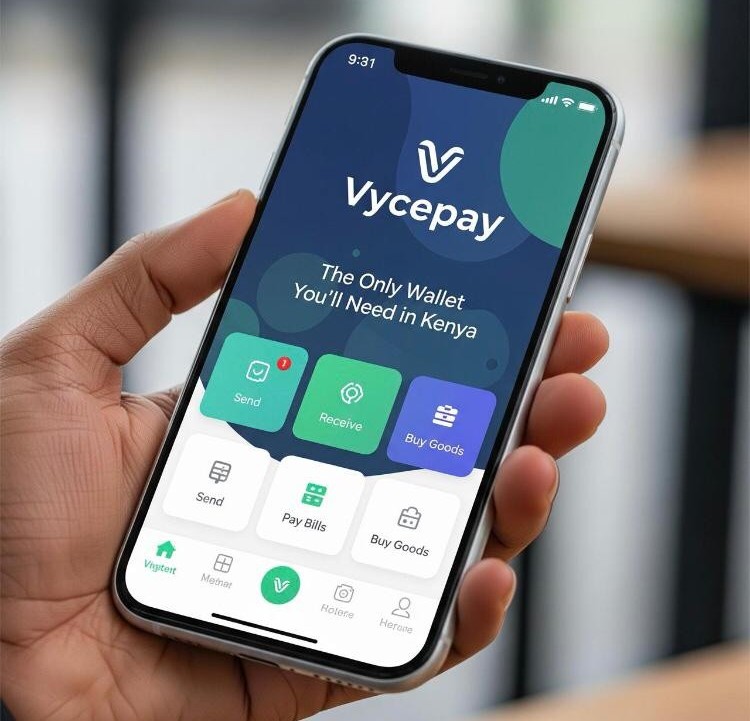 9:31
Vycepay
The Only Wallet
You'll Need in Kenya
1
Send
Receive
Buy Goods
Send
Pay Bills
Buy Goods